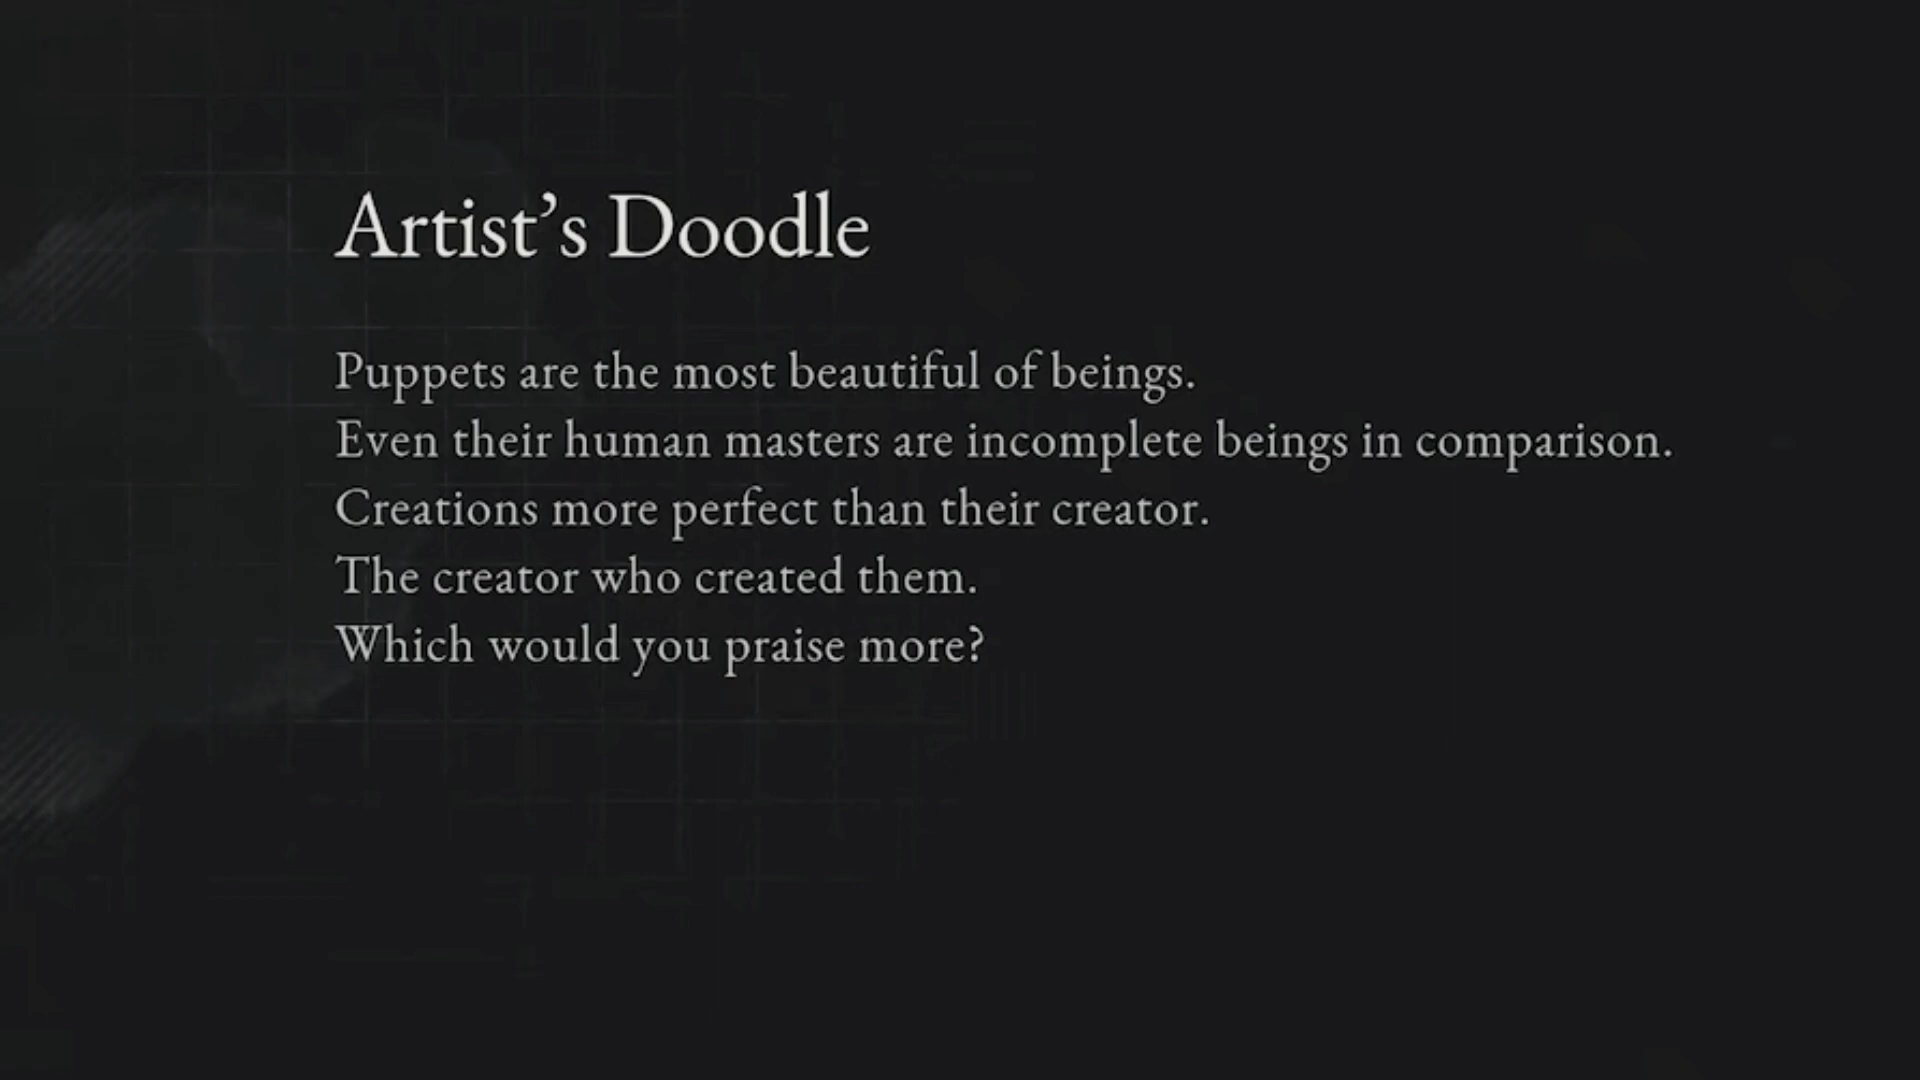 Artist’s Doodle
Puppets are the most beautiful of beings.
Even their human masters are incomplete beings in comparison.
Creations more perfect than their creator.
The creator who created them.
Which would you praise more?